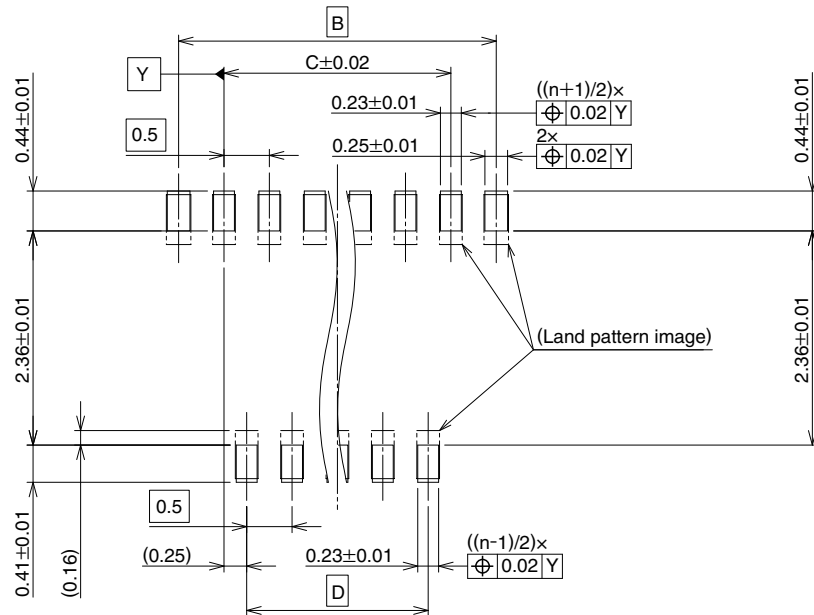 B
Y
C±0.02
((n+1)/2)×
0.23±0.01
⌖ 0.02 Y
0.5
0.25±0.01
2×
⌖ 0.02 Y
0.44±0.01
0.44±0.01
2.36±0.01
(Land pattern image)
2.36±0.01
0.41±0.01
(0.16)
0.5
(0.25)
0.23±0.01
((n-1)/2)×
⌖ 0.02 Y
D